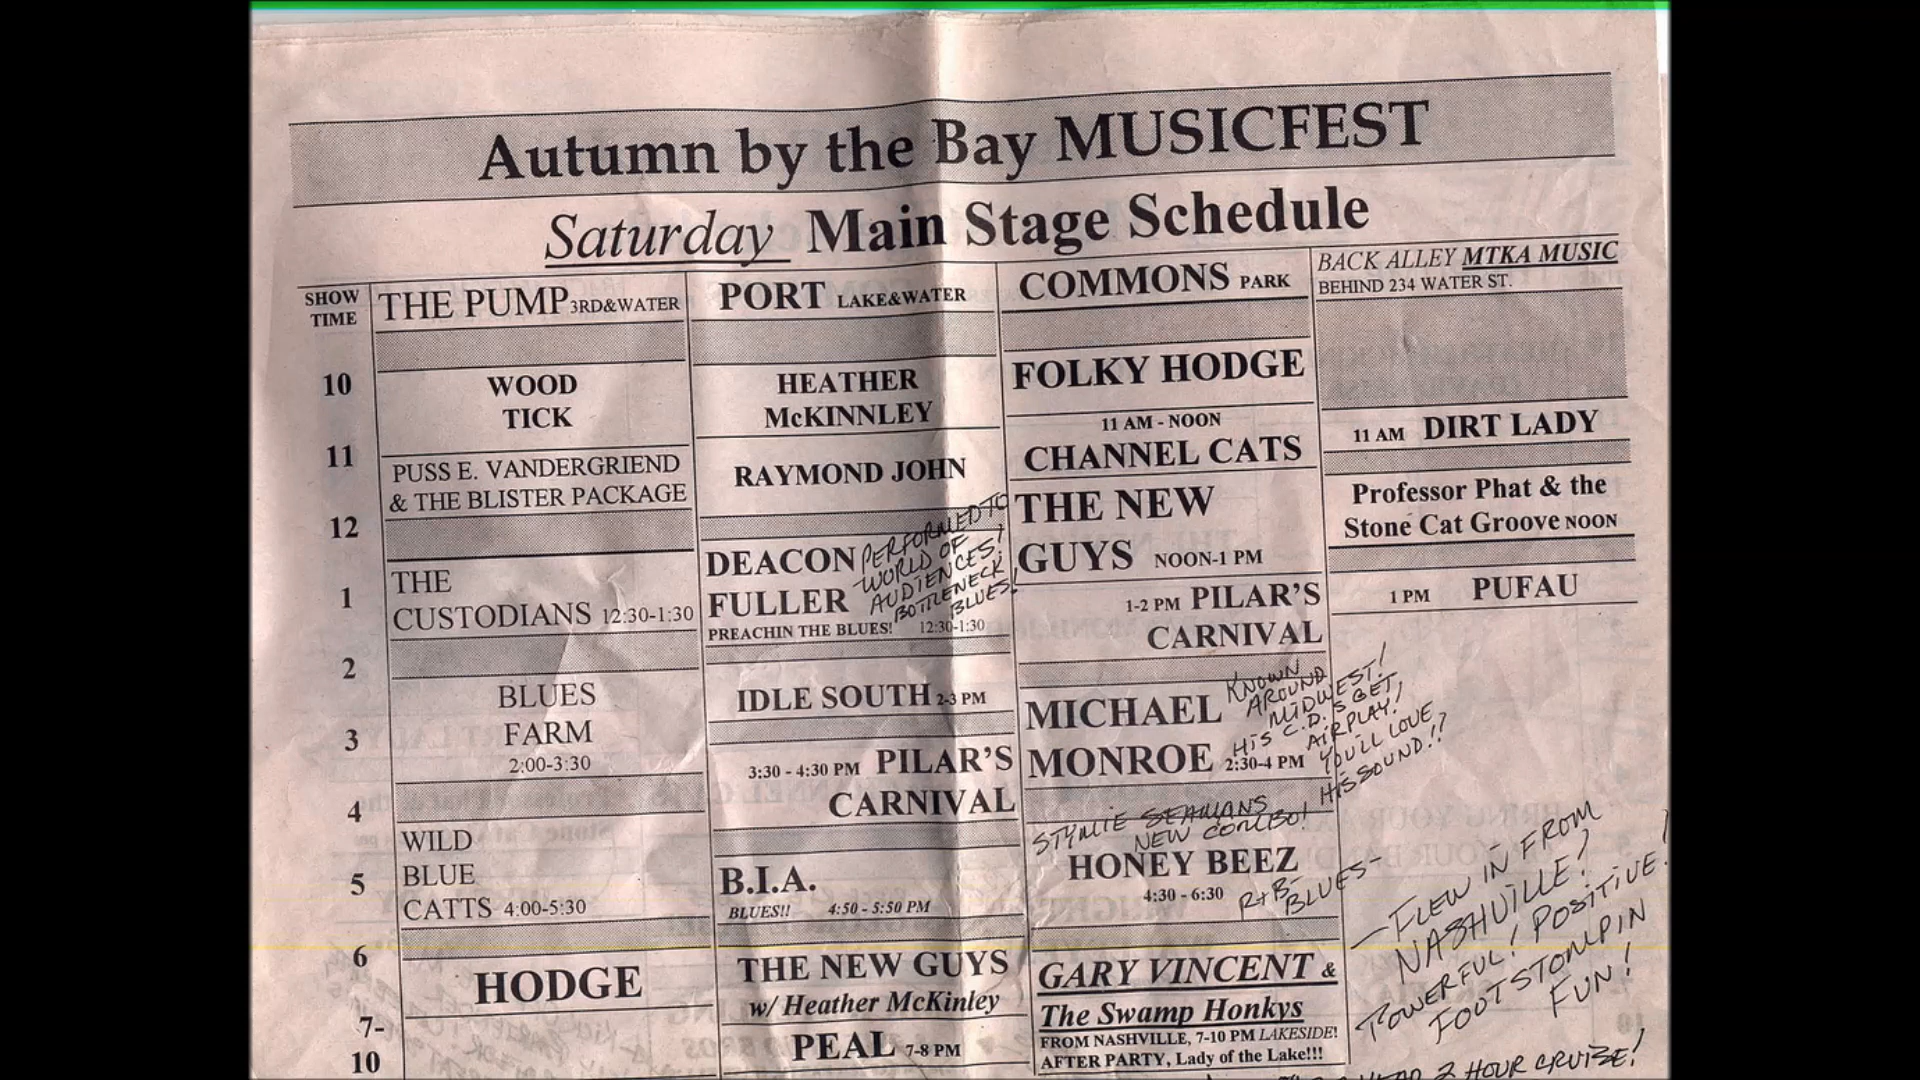 Autumn by the Bay MUSICFEST
Saturday Main Stage Schedule
SHOW
TIME
10
11
12
1
2
3
4
5
6
7-
10
THE PUMP 3RD&WATER
WOOD
TICK
PUSS E. VANDERGRIEND
& THE BLISTER PACKAGE
THE
CUSTODIANS 12:30-1:30
BLUES
FARM
2:00-3:30
WILD
BLUE
CATTS 4:00-5:30
HODGE
PORT LAKE&WATER
HEATHER
McKINNLEY
RAYMOND JOHN
DEACON
FULLER
PREACHIN THE BLUES! 12:30-1:30
PERFORMED TO
WORLD OF
AUDIENCES!
BOTTLENECK
BLUES!
IDLE SOUTH 2-3 PM
3:30 - 4:30 PM PILAR'S
CARNIVAL
B.I.A.
BLUES!! 4:50 - 5:50 PM
THE NEW GUYS
w/ Heather McKinley
PEAL 7-8 PM
COMMONS PARK
FOLKY HODGE
11 AM - NOON
CHANNEL CATS
THE NEW
GUYS NOON-1 PM
1-2 PM PILAR'S
CARNIVAL
MICHAEL
MONROE 2:30-4 PM
KNOWN
AROUND
MIDWEST!
HIS C.D.'S GET
AIRPLAY!
YOU'LL LOVE
HIS SOUND!!
STYMIE SEAMANS
NEW COMBO!
HONEY BEEZ
4:30 - 6:30
R+B-
BLUES-
GARY VINCENT &
The Swamp Honkys
FROM NASHVILLE, 7-10 PM LAKESIDE!
AFTER PARTY, Lady of the Lake!!!
BACK ALLEY MTKA MUSIC
BEHIND 234 WATER ST.
11 AM DIRT LADY
Professor Phat & the
Stone Cat Groove NOON
1 PM PUFAU
-FLEW IN FROM
NASHVILLE!
POWERFUL! POSITIVE!
FOOTSTOMPIN
FUN!
2 HOUR CRUISE!